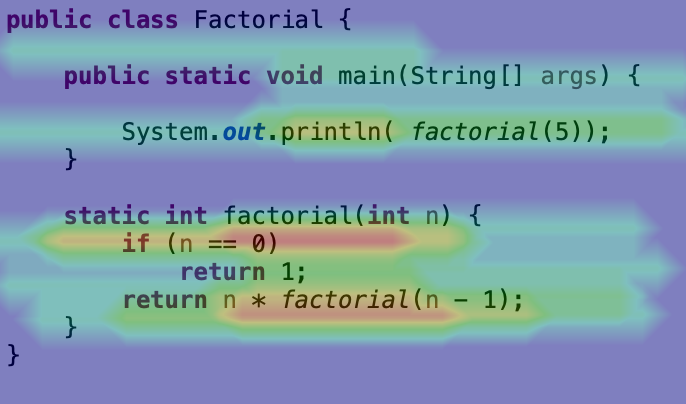 public class Factorial {
public static void main(String[] args) {
System.out.println( factorial(5));
}
static int factorial(int n) {
if (n == 0)
return 1;
return n * factorial(n - 1);
}
}